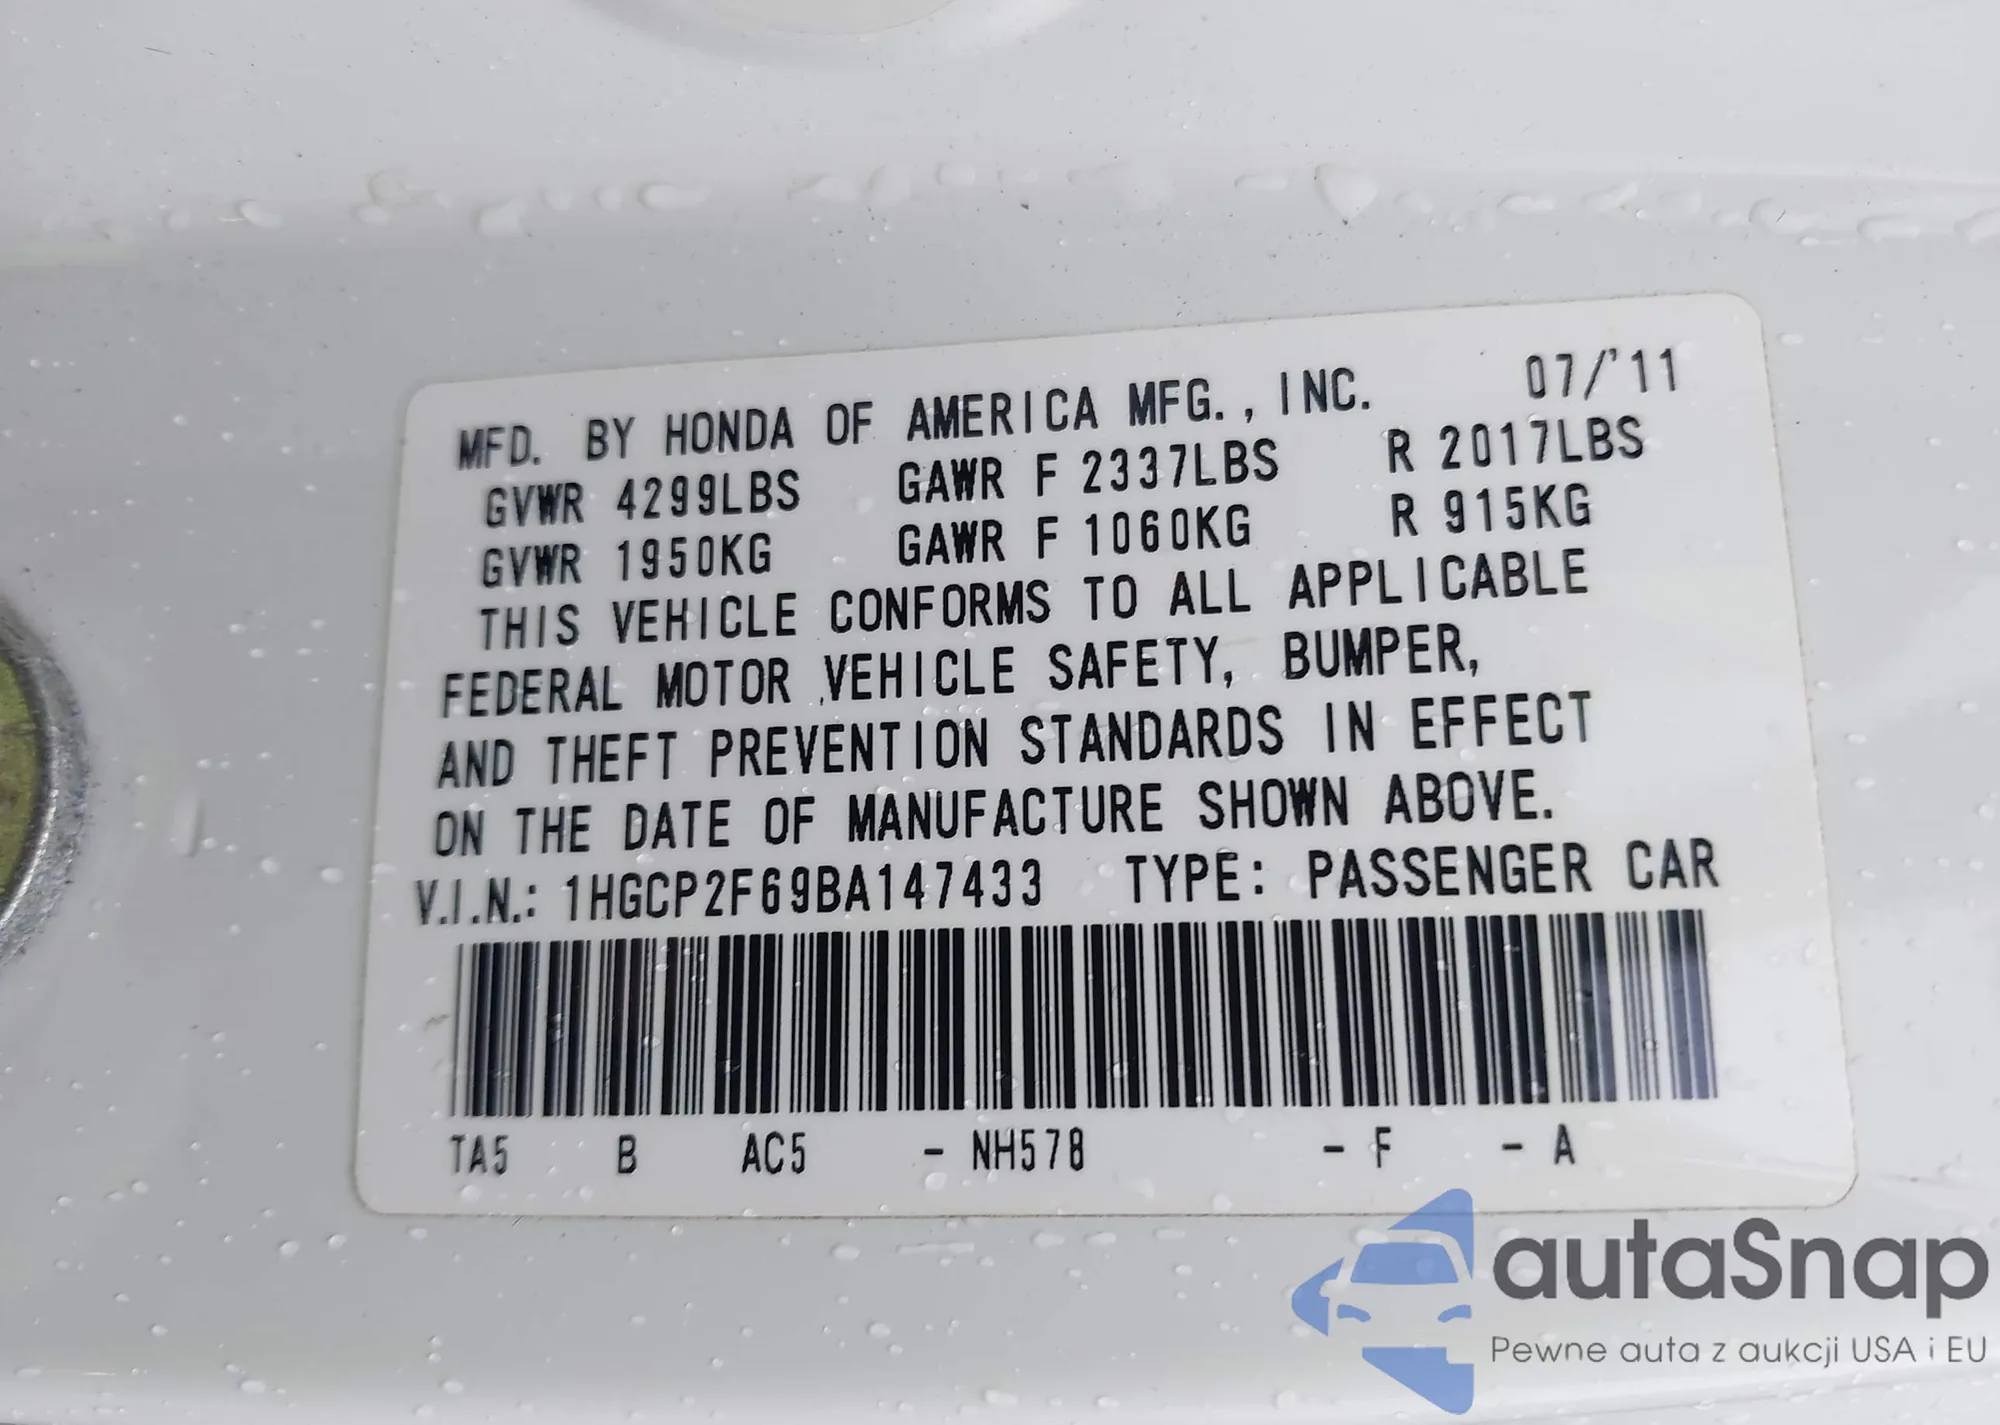 MFD. BY HONDA OF AMERICA MFG., INC. 07/'11
GVWR 4299LBS GAWR F 2337LBS R 2017LBS
GVWR 1950KG GAWR F 1060KG R 915KG
THIS VEHICLE CONFORMS TO ALL APPLICABLE
FEDERAL MOTOR VEHICLE SAFETY, BUMPER,
AND THEFT PREVENTION STANDARDS IN EFFECT
ON THE DATE OF MANUFACTURE SHOWN ABOVE.
V.I.N.: 1HGCP2F69BA147433 TYPE: PASSENGER CAR
TA5 B AC5 - NH578 - F - A
autaSnap
Pewne auta z aukcji USA i EU